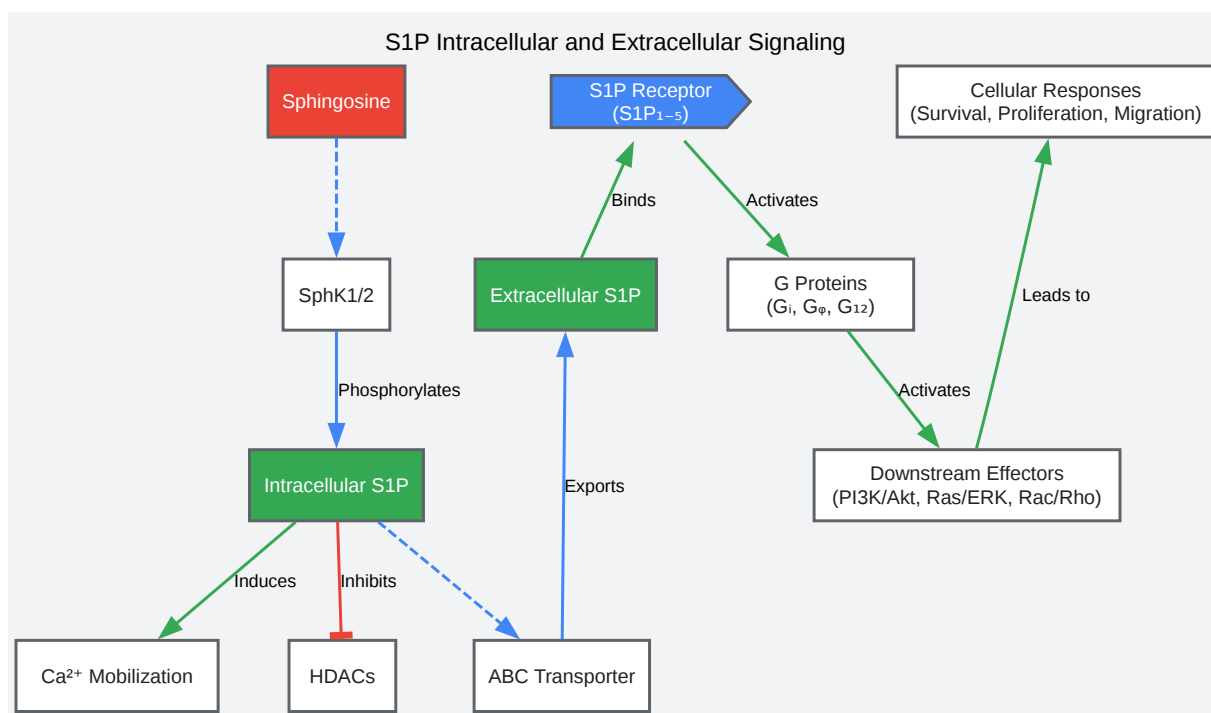 S1P Intracellular and Extracellular Signaling
Sphingosine
S1P Receptor
(S1P₁₋₅)
Cellular Responses
(Survival, Proliferation, Migration)
Binds
Activates
SphK1/2
Extracellular S1P
G Proteins
(Gᵢ, Gᵩ, G₁₂)
Leads to
Phosphorylates
Activates
Intracellular S1P
Exports
Downstream Effectors
(PI3K/Akt, Ras/ERK, Rac/Rho)
Induces
Inhibits
Ca²⁺ Mobilization
HDACs
ABC Transporter